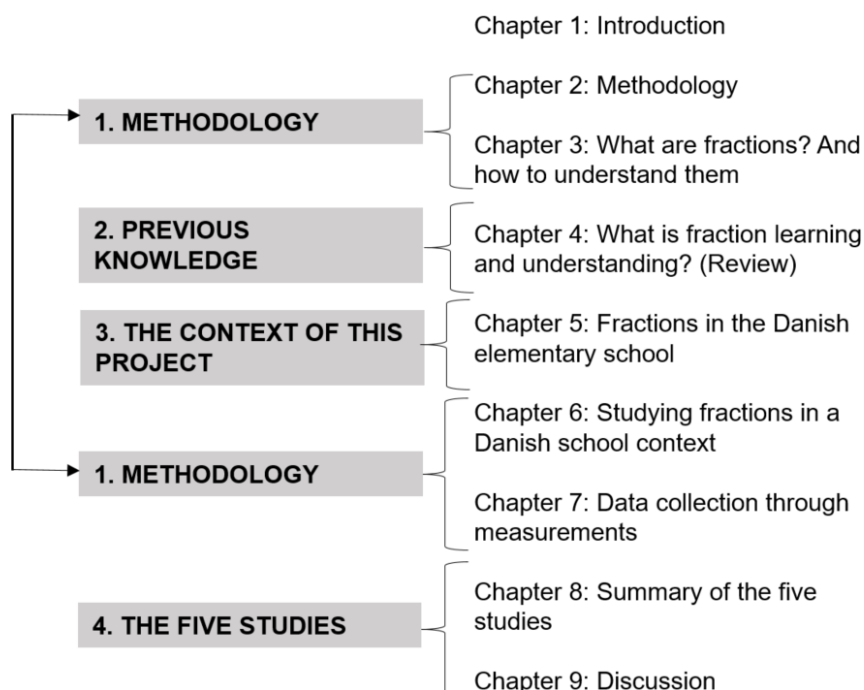 Chapter 1: Introduction
1. METHODOLOGY
Chapter 2: Methodology
Chapter 3: What are fractions? And
how to understand them
2. PREVIOUS
KNOWLEDGE
Chapter 4: What is fraction learning
and understanding? (Review)
3. THE CONTEXT OF THIS
PROJECT
Chapter 5: Fractions in the Danish
elementary school
1. METHODOLOGY
Chapter 6: Studying fractions in a
Danish school context
Chapter 7: Data collection through
measurements
4. THE FIVE STUDIES
Chapter 8: Summary of the five
studies
Chapter 9: Discussion